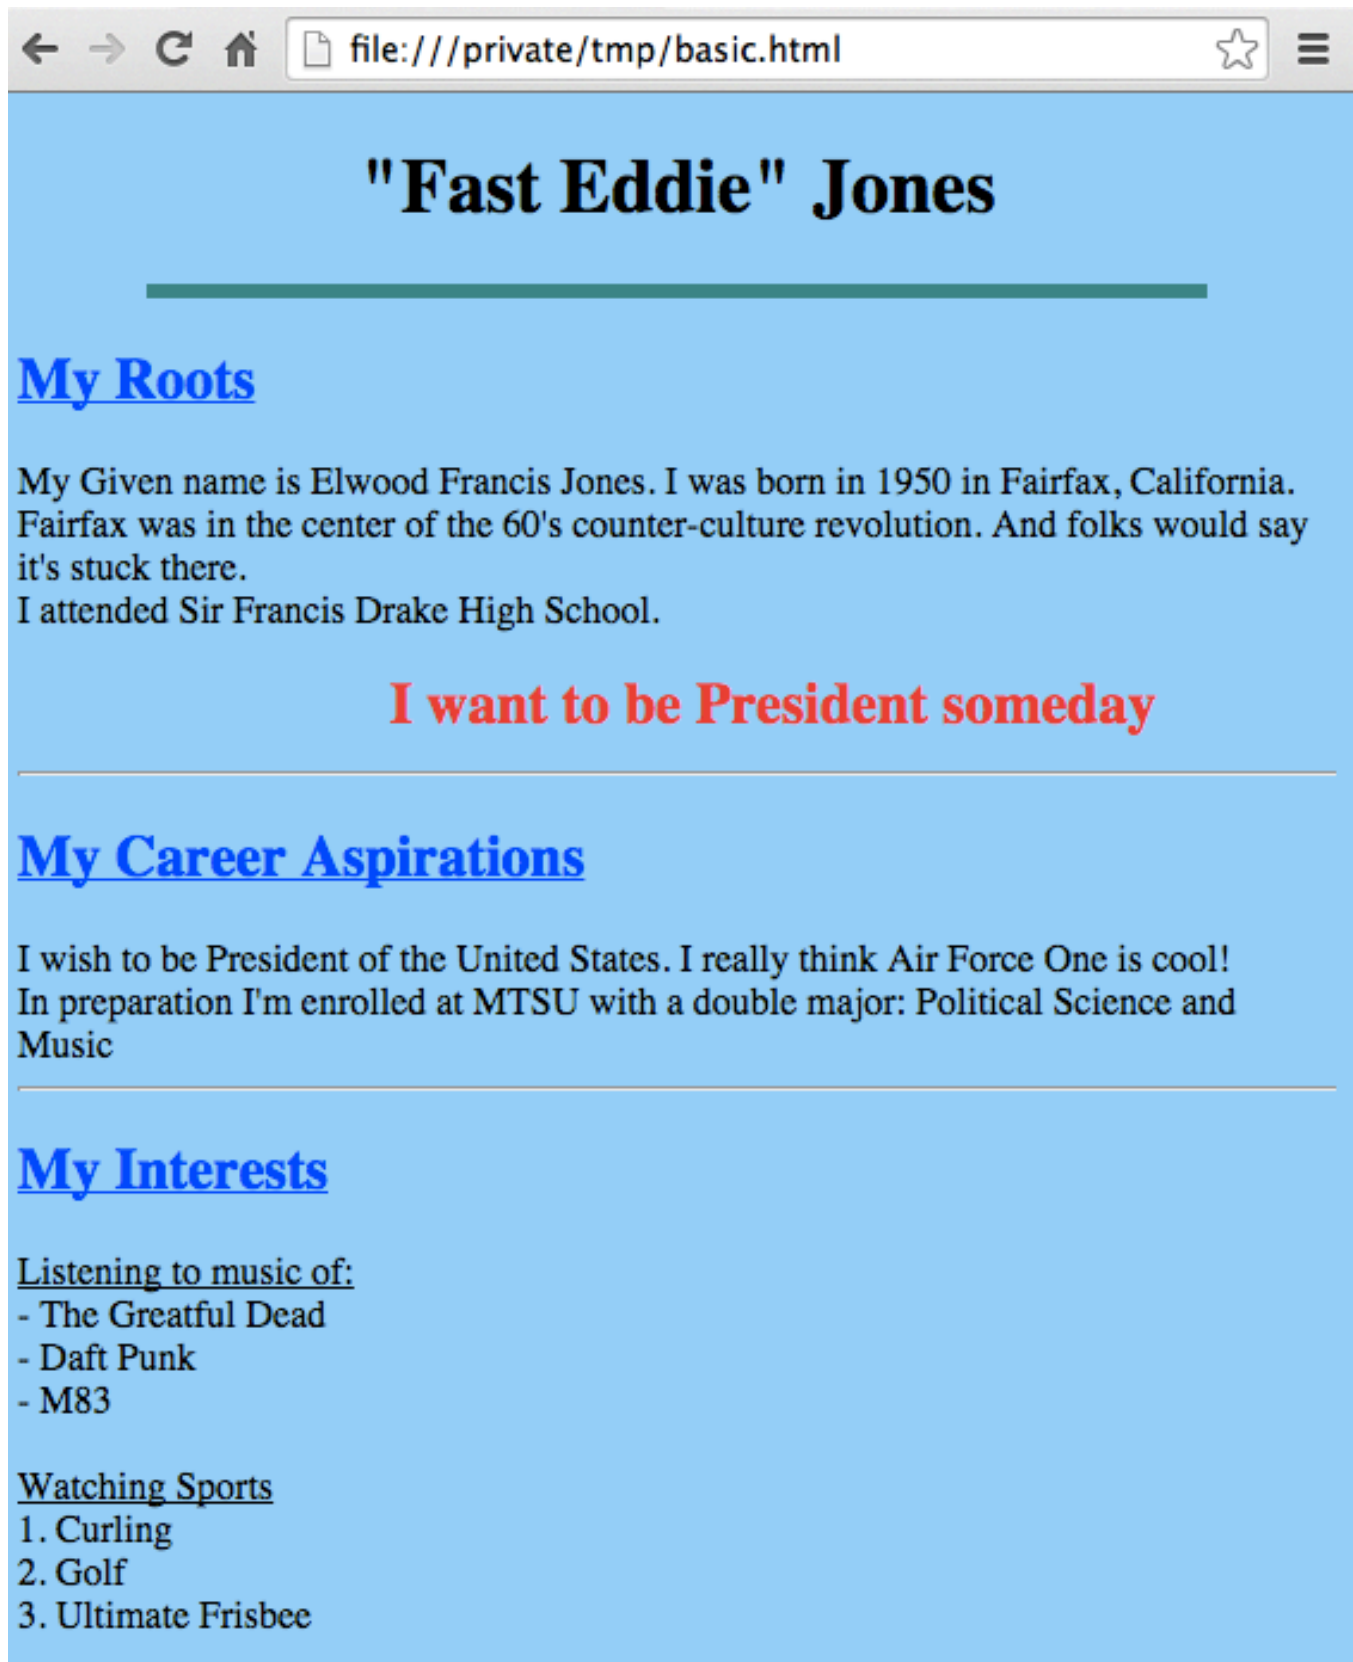 file:///private/tmp/basic.html
"Fast Eddie" Jones
My Roots
My Given name is Elwood Francis Jones. I was born in 1950 in Fairfax, California.
Fairfax was in the center of the 60's counter-culture revolution. And folks would say
it's stuck there.
I attended Sir Francis Drake High School.
I want to be President someday
My Career Aspirations
I wish to be President of the United States. I really think Air Force One is cool!
In preparation I'm enrolled at MTSU with a double major: Political Science and
Music
My Interests
Listening to music of:
- The Greatful Dead
- Daft Punk
- M83
Watching Sports
1. Curling
2. Golf
3. Ultimate Frisbee